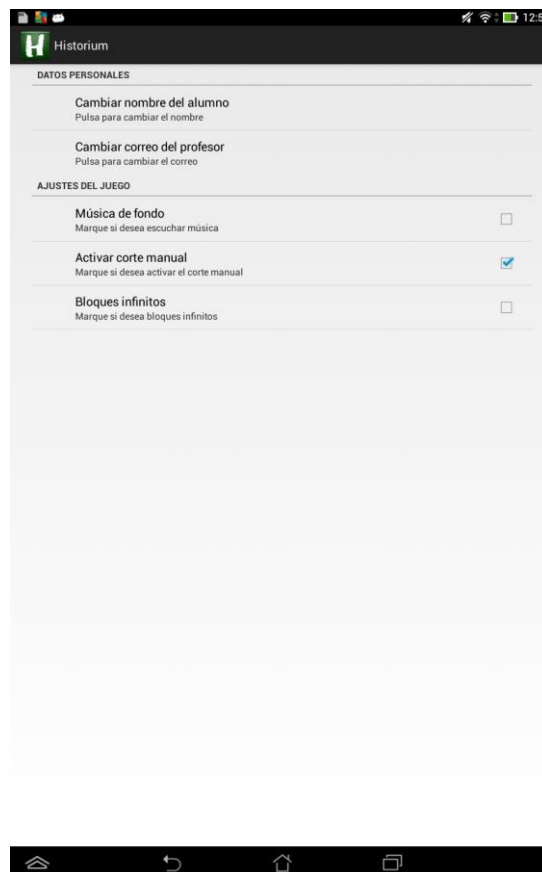 12:5
H Historium
DATOS PERSONALES
Cambiar nombre del alumno
Pulsa para cambiar el nombre
Cambiar correo del profesor
Pulsa para cambiar el correo
AJUSTES DEL JUEGO
Música de fondo
Marque si desea escuchar música
Activar corte manual
Marque si desea activar el corte manual
Bloques infinitos
Marque si desea bloques infinitos